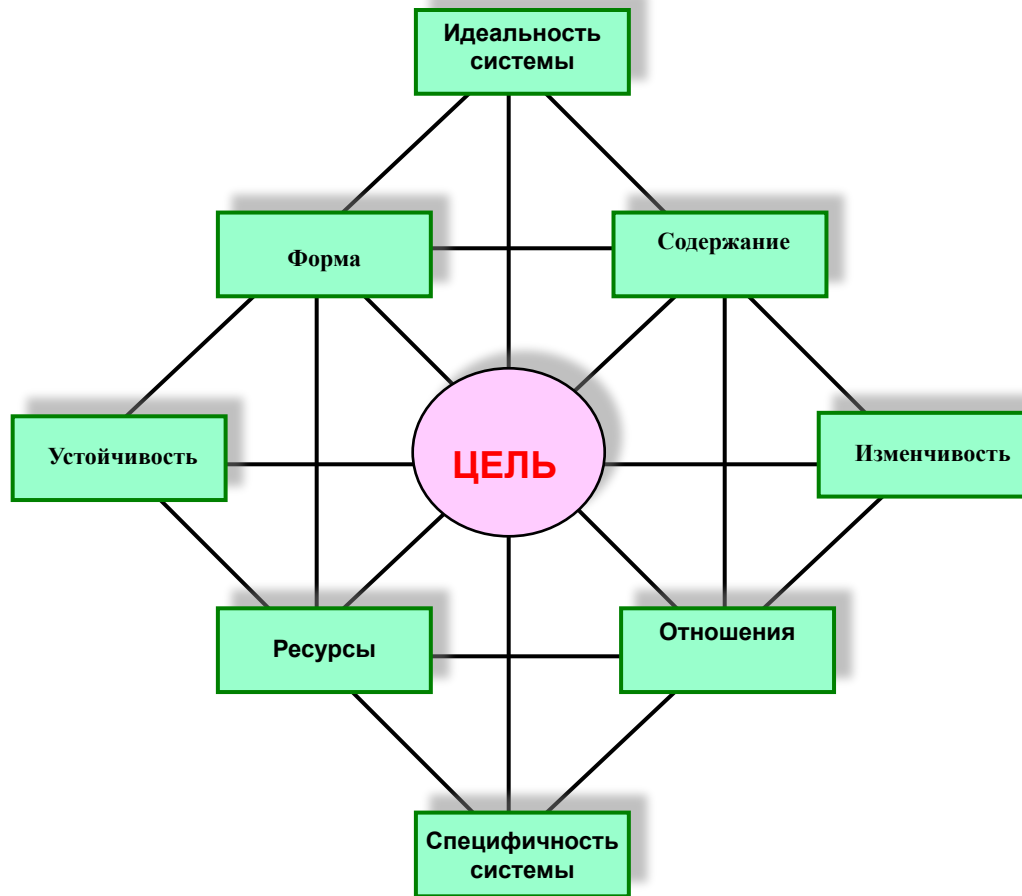 Идеальность
системы
Форма
Содержание
Устойчивость
ЦЕЛЬ
Изменчивость
Ресурсы
Отношения
Специфичность
системы